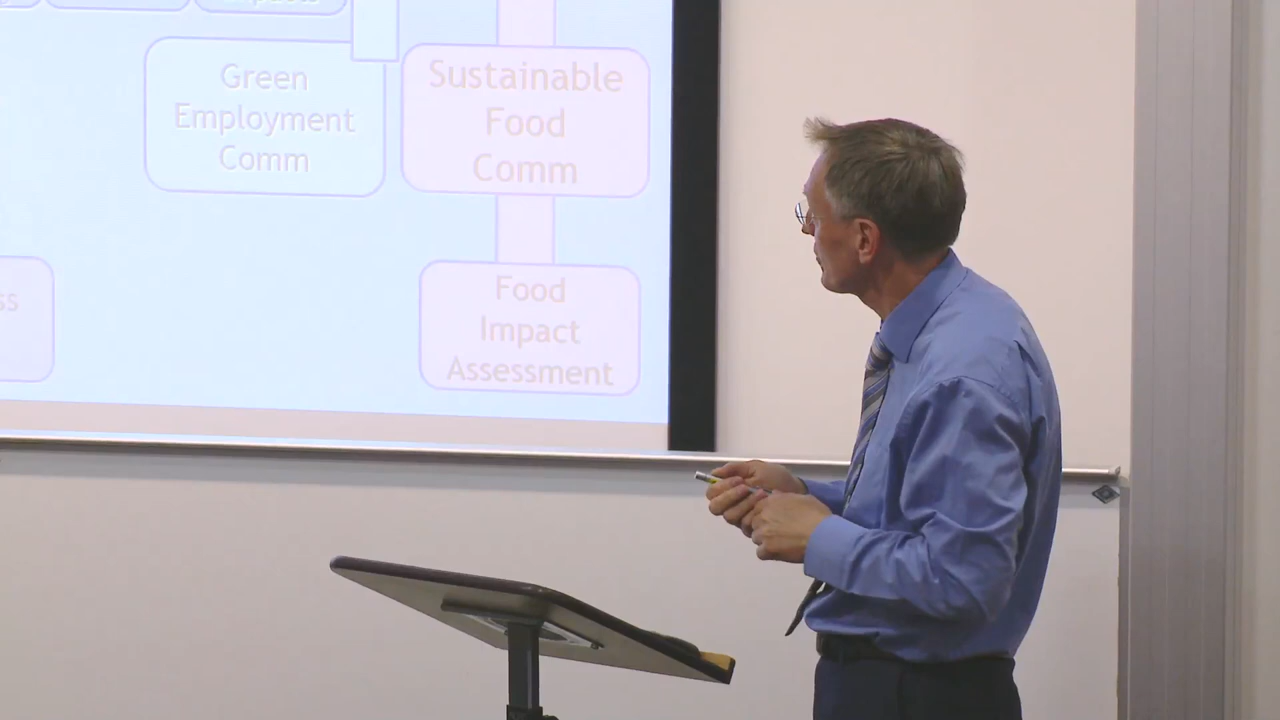 Green
Employment
Comm
Sustainable
Food
Comm
Food
Impact
Assessment